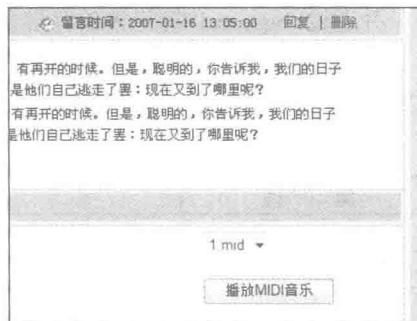 留言时间：2007-01-16 13:05:00 回复 | 删除
有再开的时候。但是，聪明的，你告诉我，我们的日子
是他们自己逃走了罢：现在又到了哪里呢？
有再开的时候。但是，聪明的，你告诉我，我们的日子
是他们自己逃走了罢：现在又到了哪里呢？
1 mid
播放MIDI音乐